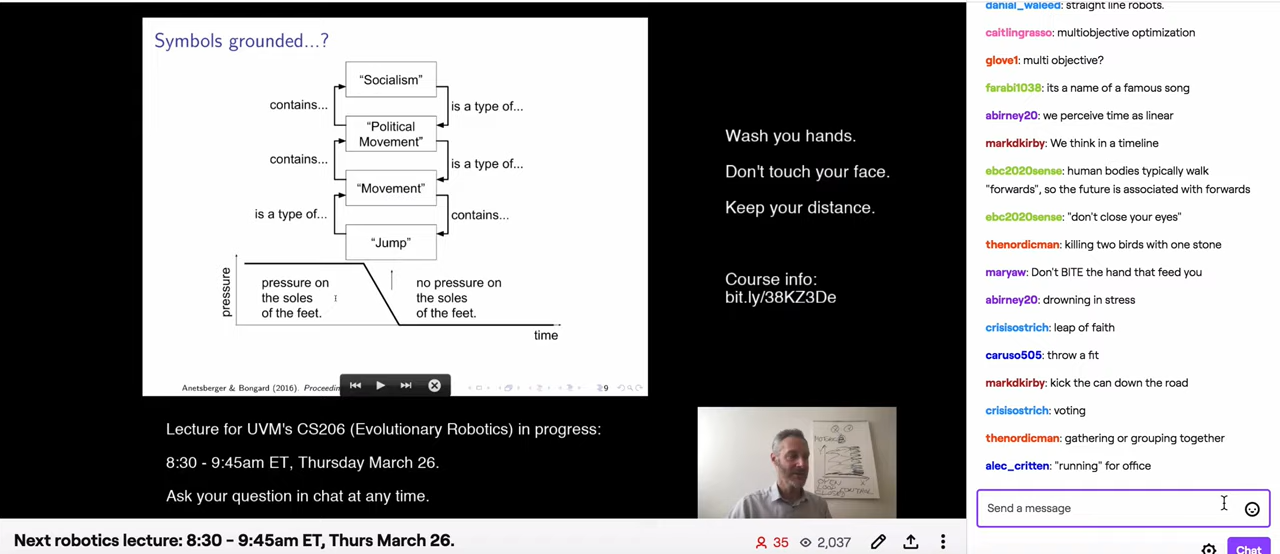 Symbols grounded...?
"Socialism"
contains...
is a type of...
"Political
Movement"
contains...
is a type of...
"Movement"
is a type of...
contains...
"Jump"
pressure
pressure on
the soles
of the feet.
no pressure on
the soles
of the feet.
time
Anetsberger & Bongard (2016).
9
Wash you hands.
Don't touch your face.
Keep your distance.
Course info:
bit.ly/38KZ3De
Lecture for UVM's CS206 (Evolutionary Robotics) in progress:
8:30 - 9:45am ET, Thursday March 26.
Ask your question in chat at any time.
Next robotics lecture: 8:30 - 9:45am ET, Thurs March 26.
35
2,037
danial_waleed: straight line robots.
caitlingrasso: multiobjective optimization
glove1: multi objective?
farabi1038: its a name of a famous song
abirney20: we perceive time as linear
markdkirby: We think in a timeline
ebc2020sense: human bodies typically walk
"forwards", so the future is associated with forwards
ebc2020sense: "don't close your eyes"
thenordicman: killing two birds with one stone
maryaw: Don't BITE the hand that feed you
abirney20: drowning in stress
crisisostrich: leap of faith
caruso505: throw a fit
markdkirby: kick the can down the road
crisisostrich: voting
thenordicman: gathering or grouping together
alec_critten: "running" for office
Send a message
Chat